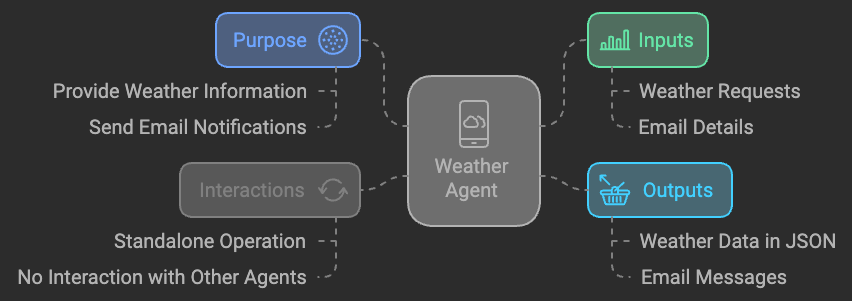 Purpose
Provide Weather Information
Send Email Notifications
Interactions
Standalone Operation
No Interaction with Other Agents
Weather
Agent
Inputs
Weather Requests
Email Details
Outputs
Weather Data in JSON
Email Messages